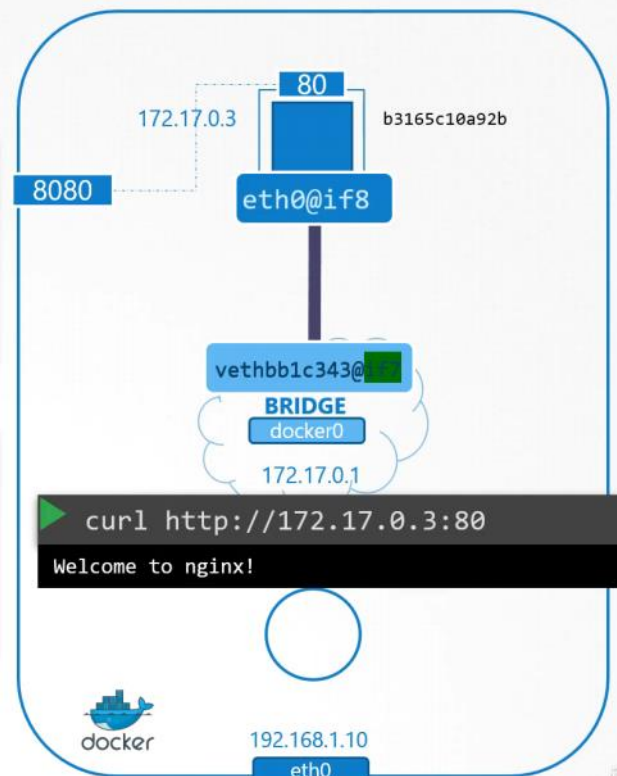 80
172.17.0.3
b3165c10a92b
8080
eth0@if8
vethbb1c343@if7
BRIDGE
docker0
172.17.0.1
curl http://172.17.0.3:80
Welcome to nginx!
docker
192.168.1.10
eth0